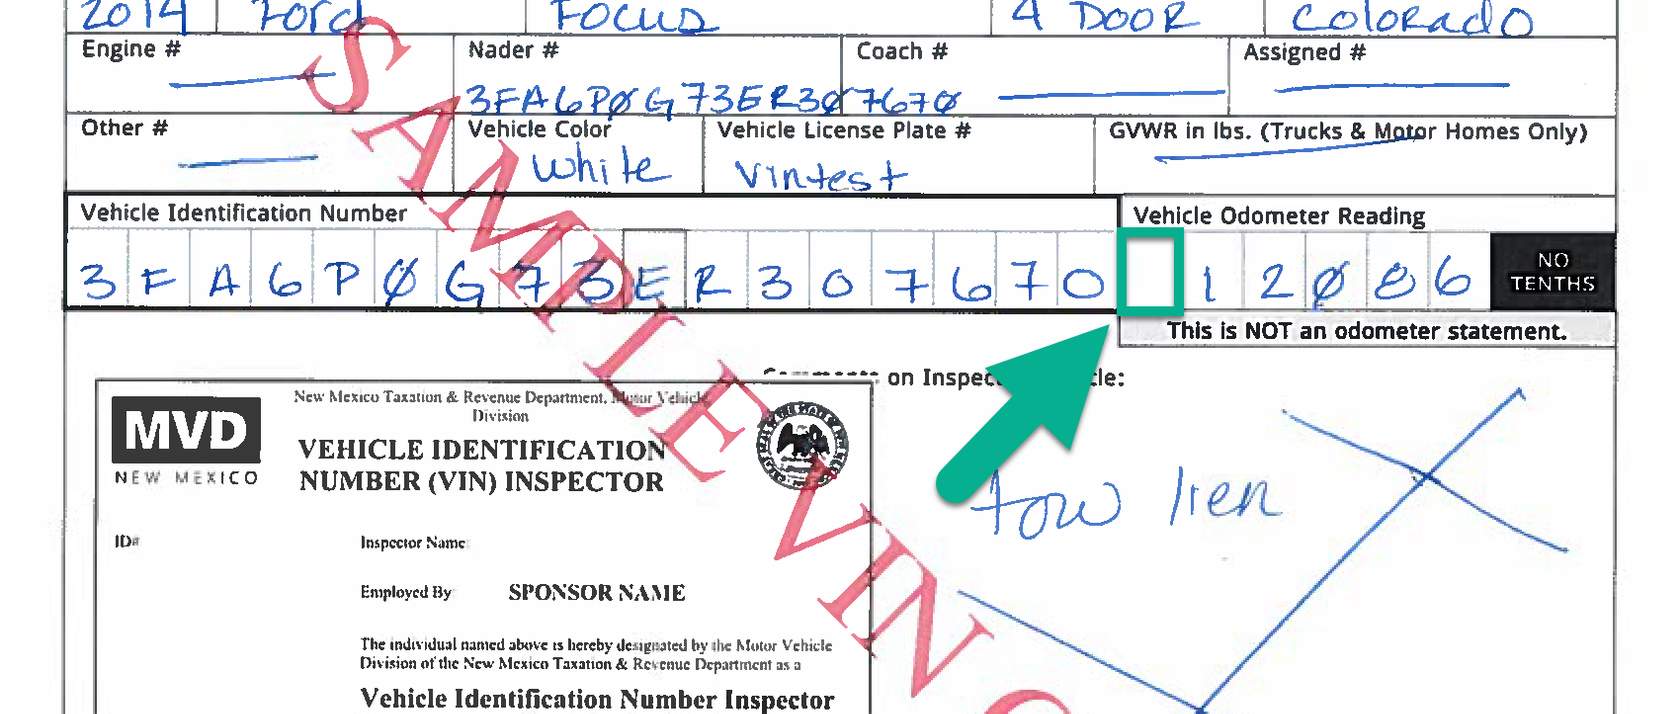 2014 Ford Focus 4 DOOR Colorado
Engine # Nader # Coach # Assigned #
3FA6P0G73ER307670
Other # Vehicle Color Vehicle License Plate # GVWR in lbs. (Trucks & Motor Homes Only)
White Vintest
Vehicle Identification Number Vehicle Odometer Reading
3 F A 6 P 0 G 7 3 E R 3 0 7 6 7 0 1 2 0 8 6 NO TENTHS
This is NOT an odometer statement.
on Inspec
MVD
NEW MEXICO
New Mexico Taxation & Revenue Department, Motor Vehicle
Division
VEHICLE IDENTIFICATION
NUMBER (VIN) INSPECTOR
tow lien
ID#
Inspector Name
Employed By SPONSOR NAME
The individual named above is hereby designated by the Motor Vehicle
Division of the New Mexico Taxation & Revenue Department as a
Vehicle Identification Number Inspector
SAMPLE VIN